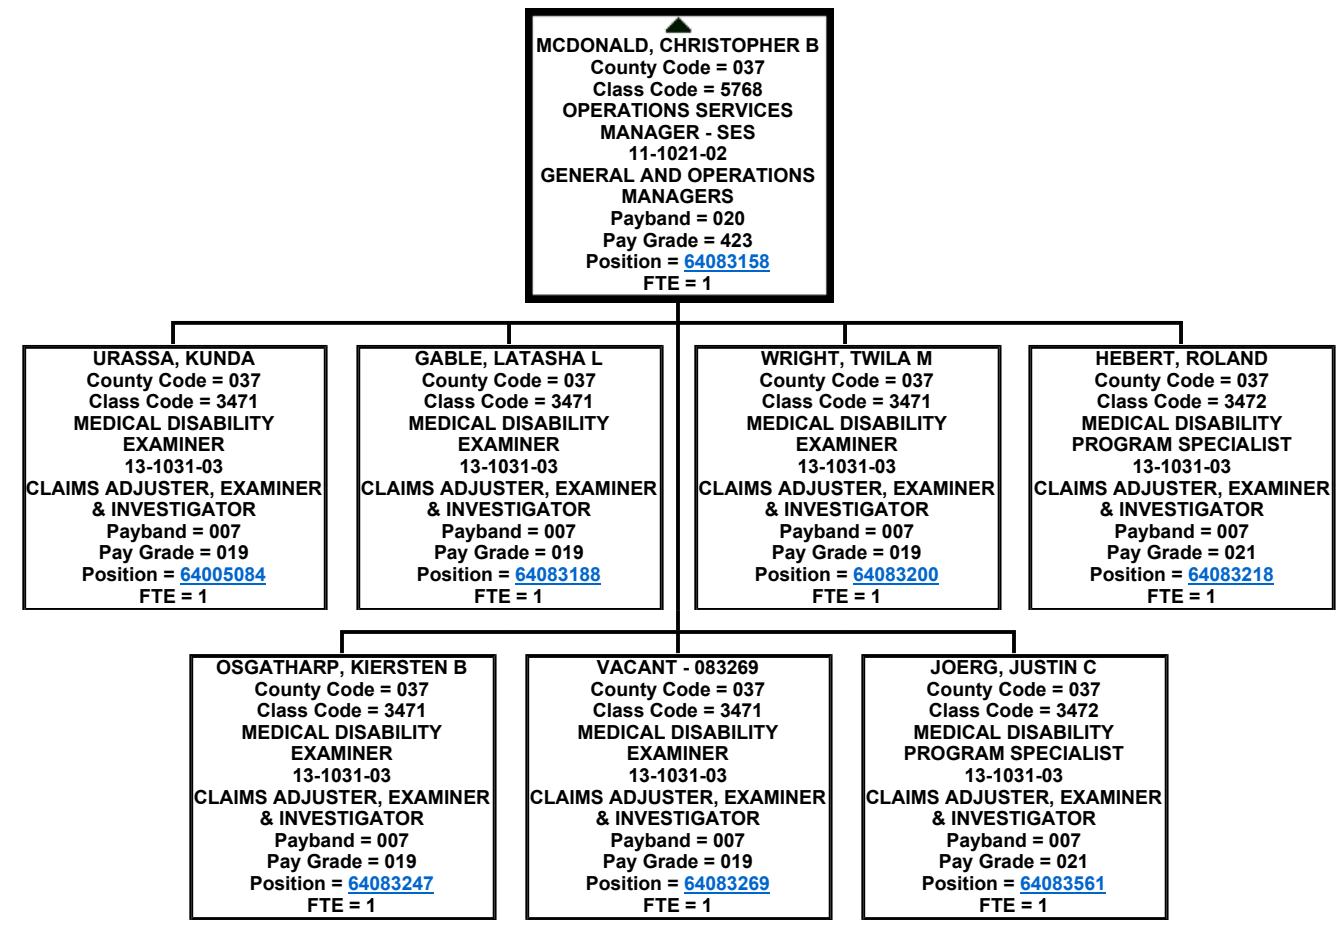 MCDONALD, CHRISTOPHER B
County Code = 037
Class Code = 5768
OPERATIONS SERVICES
MANAGER - SES
11-1021-02
GENERAL AND OPERATIONS
MANAGERS
Payband = 020
Pay Grade = 423
Position = 64083158
FTE = 1
URASSA, KUNDA
County Code = 037
Class Code = 3471
MEDICAL DISABILITY
EXAMINER
13-1031-03
CLAIMS ADJUSTER, EXAMINER
& INVESTIGATOR
Payband = 007
Pay Grade = 019
Position = 64005084
FTE = 1
GABLE, LATASHA L
County Code = 037
Class Code = 3471
MEDICAL DISABILITY
EXAMINER
13-1031-03
CLAIMS ADJUSTER, EXAMINER
& INVESTIGATOR
Payband = 007
Pay Grade = 019
Position = 64083188
FTE = 1
WRIGHT, TWILA M
County Code = 037
Class Code = 3471
MEDICAL DISABILITY
EXAMINER
13-1031-03
CLAIMS ADJUSTER, EXAMINER
& INVESTIGATOR
Payband = 007
Pay Grade = 019
Position = 64083200
FTE = 1
HEBERT, ROLAND
County Code = 037
Class Code = 3472
MEDICAL DISABILITY
PROGRAM SPECIALIST
13-1031-03
CLAIMS ADJUSTER, EXAMINER
& INVESTIGATOR
Payband = 007
Pay Grade = 021
Position = 64083218
FTE = 1
OSGATHARP, KIERSTEN B
County Code = 037
Class Code = 3471
MEDICAL DISABILITY
EXAMINER
13-1031-03
CLAIMS ADJUSTER, EXAMINER
& INVESTIGATOR
Payband = 007
Pay Grade = 019
Position = 64083247
FTE = 1
VACANT - 083269
County Code = 037
Class Code = 3471
MEDICAL DISABILITY
EXAMINER
13-1031-03
CLAIMS ADJUSTER, EXAMINER
& INVESTIGATOR
Payband = 007
Pay Grade = 019
Position = 64083269
FTE = 1
JOERG, JUSTIN C
County Code = 037
Class Code = 3472
MEDICAL DISABILITY
PROGRAM SPECIALIST
13-1031-03
CLAIMS ADJUSTER, EXAMINER
& INVESTIGATOR
Payband = 007
Pay Grade = 021
Position = 64083561
FTE = 1